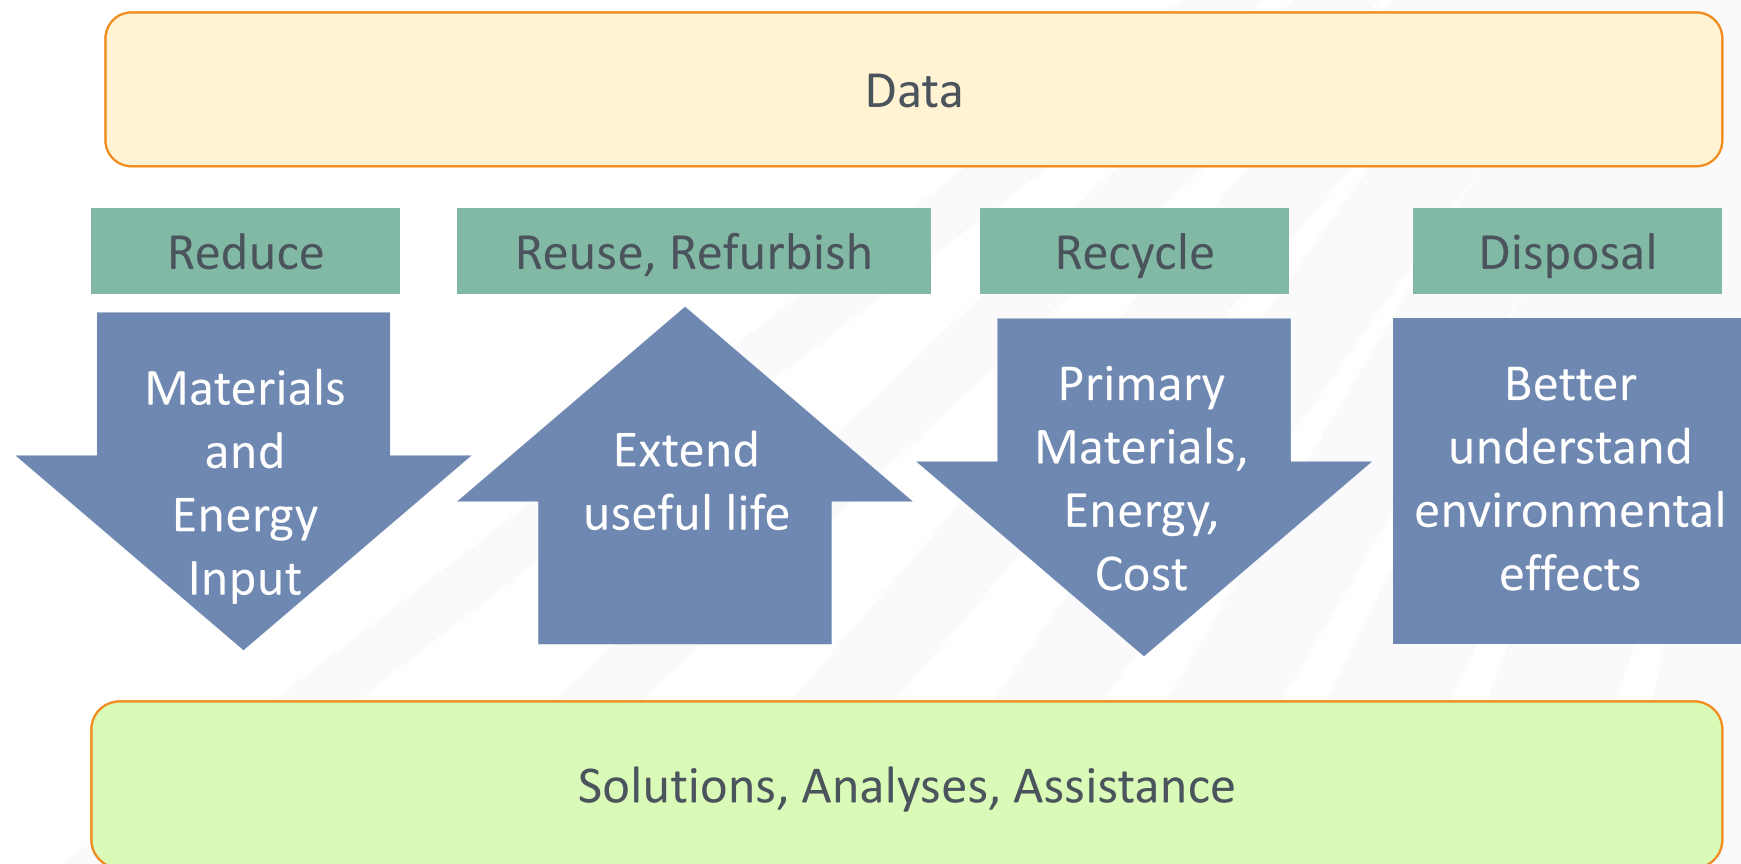 Data
Reduce
Reuse, Refurbish
Recycle
Disposal
Materials
and
Energy
Input
Extend
useful life
Primary
Materials,
Energy,
Cost
Better
understand
environmental
effects
Solutions, Analyses, Assistance